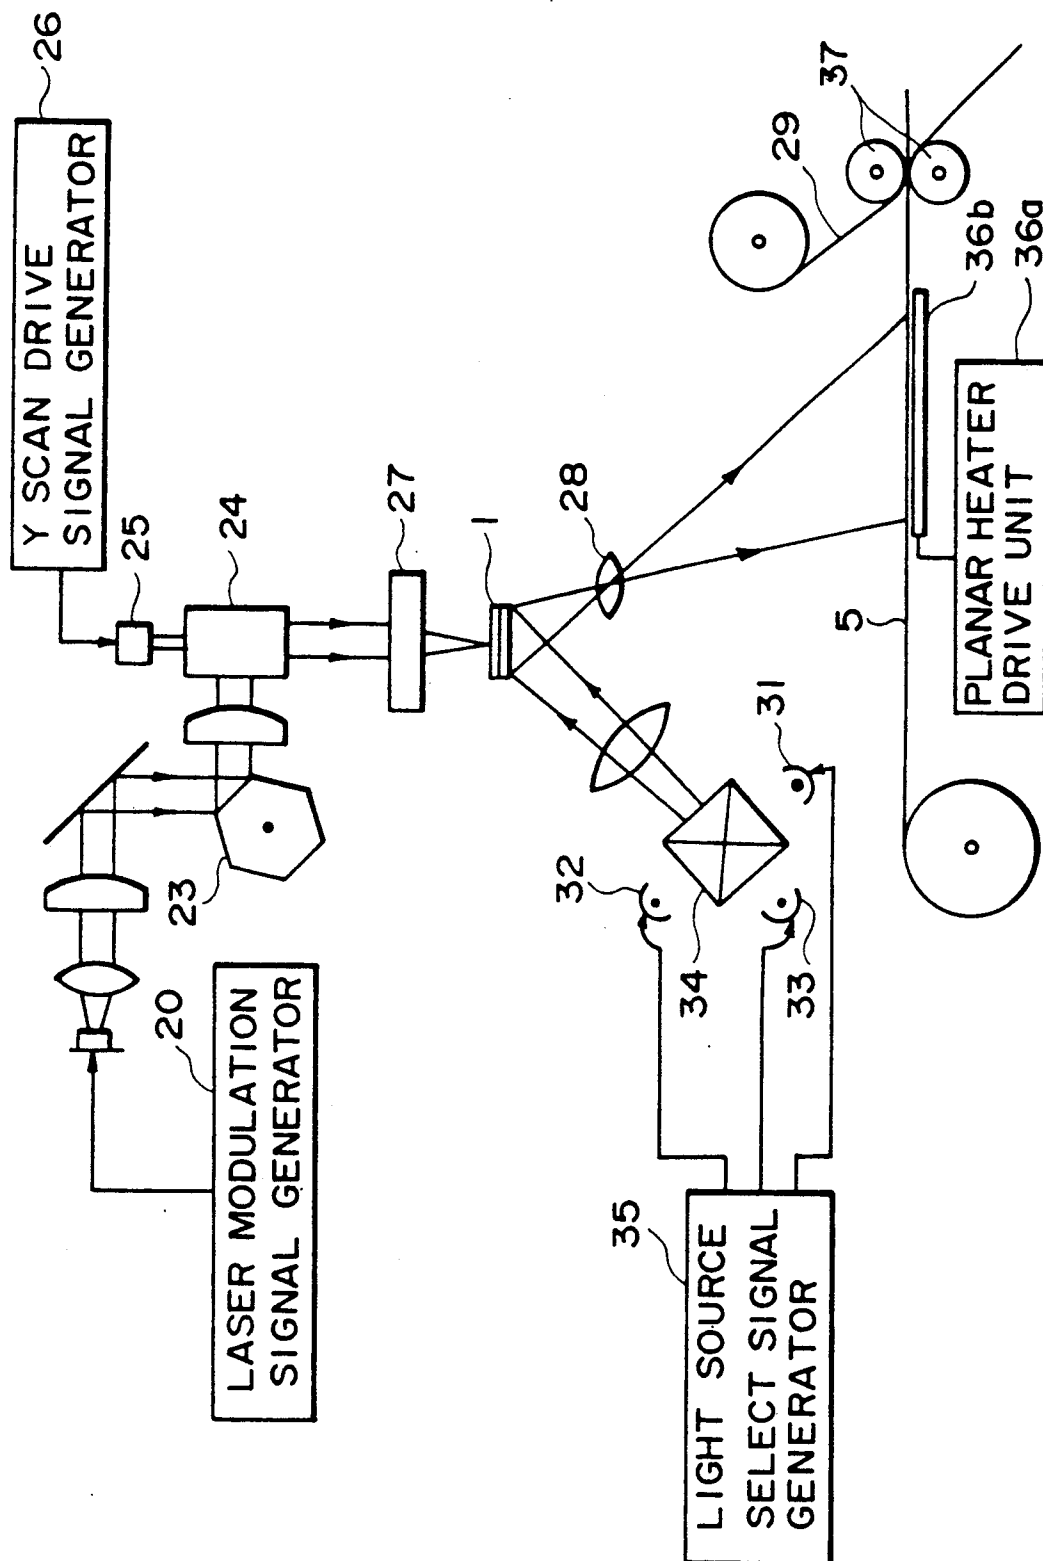 Y SCAN DRIVE
SIGNAL GENERATOR
26
25
24
27
1
28
23
20
LASER MODULATION
SIGNAL GENERATOR
29
37
36b
36a
PLANAR HEATER
DRIVE UNIT
5
31
32
33
34
35
LIGHT SOURCE
SELECT SIGNAL
GENERATOR